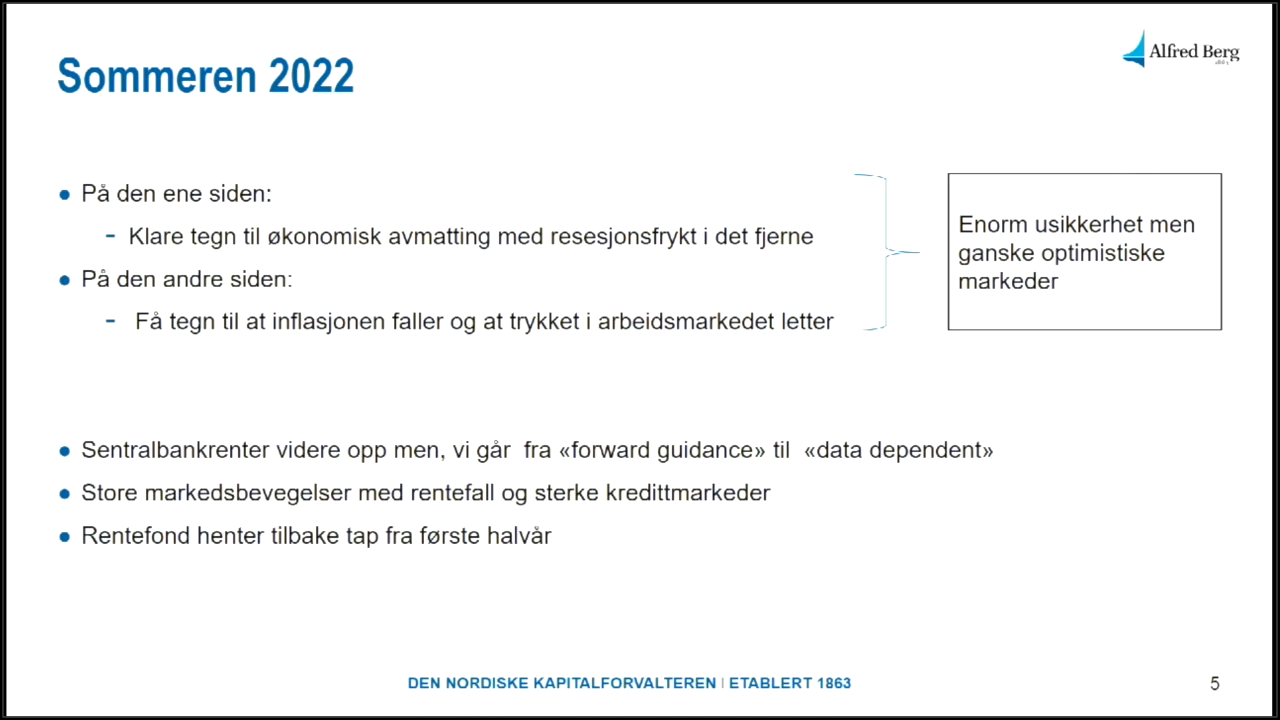 Sommeren 2022
Alfred Berg
● På den ene siden:
- Klare tegn til økonomisk avmatting med resesjonsfrykt i det fjerne
● På den andre siden:
- Få tegn til at inflasjonen faller og at trykket i arbeidsmarkedet letter
Enorm usikkerhet men
ganske optimistiske
markeder
● Sentralbankrenter videre opp men, vi går  fra «forward guidance» til  «data dependent»
● Store markedsbevegelser med rentefall og sterke kredittmarkeder
● Rentefond henter tilbake tap fra første halvår
DEN NORDISKE KAPITALFORVALTEREN | ETABLERT 1863
5